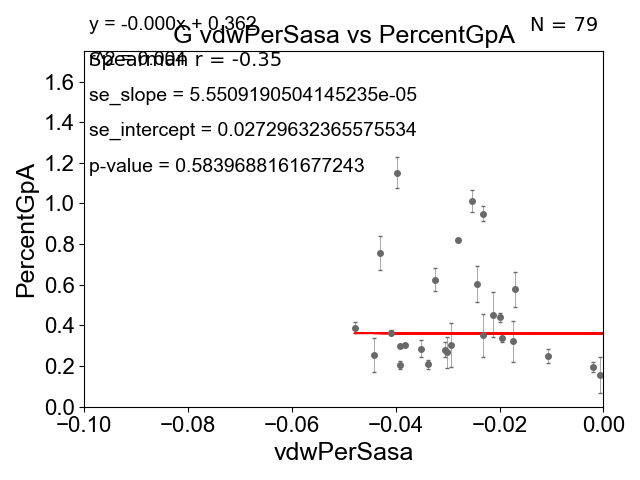 y = -0.000x + 0.362
N = 79
G vdwPerSasa vs PercentGpA
Spearman r = -0.35
se_slope = 5.5509190504145235e-05
se_intercept = 0.02729632365575534
p-value = 0.5839688161677243
PercentGpA
1.6
1.4
1.2
1.0
0.8
0.6
0.4
0.2
0.0
−0.10 −0.08 −0.06 −0.04 −0.02 0.00
vdwPerSasa